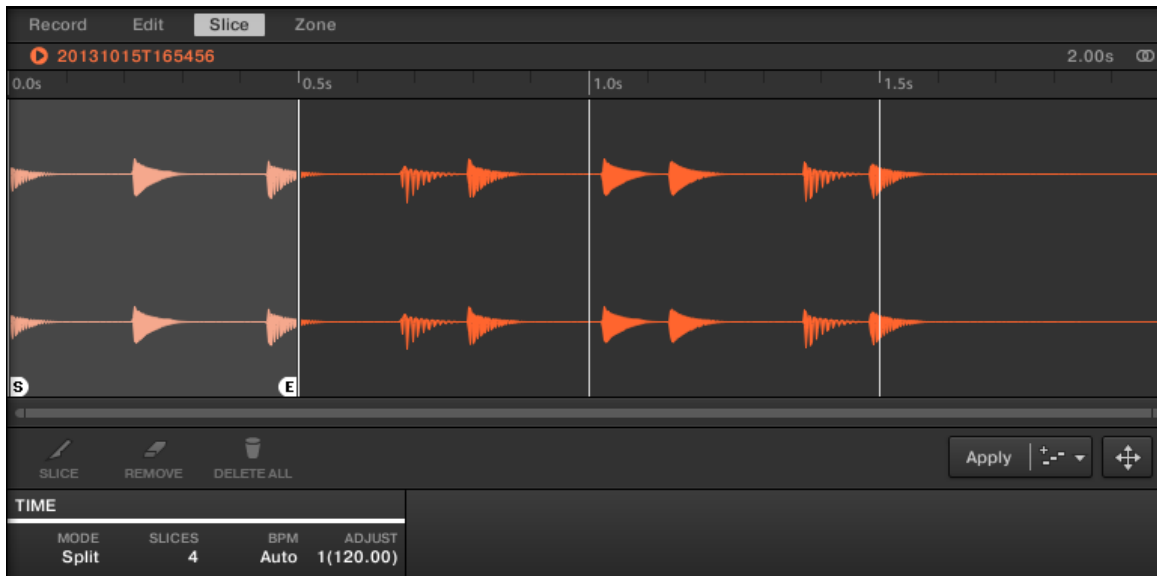 Record Edit Slice Zone
20131015T165456 2.00s
0.0s 0.5s 1.0s 1.5s
S E
SLICE REMOVE DELETE ALL
Apply
TIME
MODE SLICES BPM ADJUST
Split 4 Auto 1(120.00)